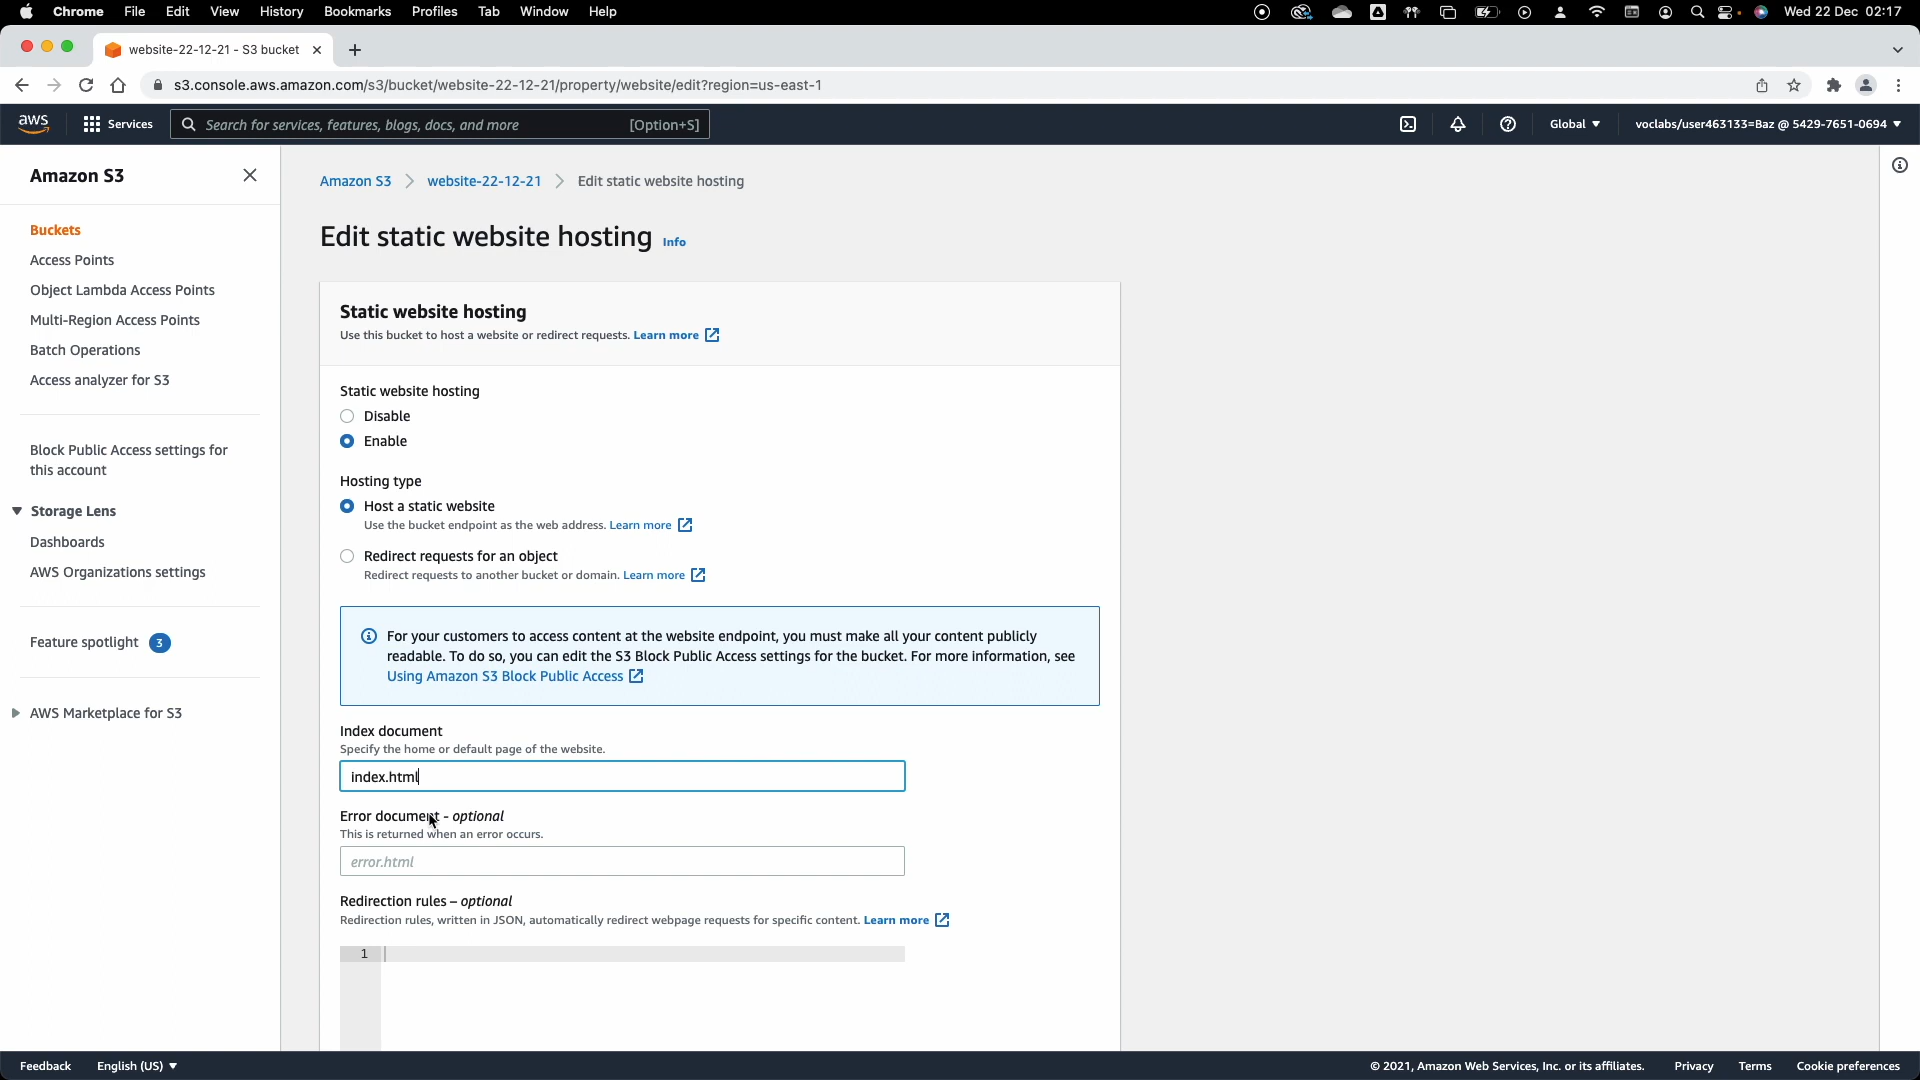 Chrome File Edit View History Bookmarks Profiles Tab Window Help Wed 22 Dec 02:17
website-22-12-21 - S3 bucket
s3.console.aws.amazon.com/s3/bucket/website-22-12-21/property/website/edit?region=us-east-1
aws Services Search for services, features, blogs, docs, and more [Option+S] Global voclabs/user463133=Baz @ 5429-7651-0694
Amazon S3
Buckets
Access Points
Object Lambda Access Points
Multi-Region Access Points
Batch Operations
Access analyzer for S3
Block Public Access settings for
this account
Storage Lens
Dashboards
AWS Organizations settings
Feature spotlight 3
AWS Marketplace for S3
Amazon S3 website-22-12-21 Edit static website hosting
Edit static website hosting Info
Static website hosting
Use this bucket to host a website or redirect requests. Learn more
Static website hosting
Disable
Enable
Hosting type
Host a static website
Use the bucket endpoint as the web address. Learn more
Redirect requests for an object
Redirect requests to another bucket or domain. Learn more
For your customers to access content at the website endpoint, you must make all your content publicly
readable. To do so, you can edit the S3 Block Public Access settings for the bucket. For more information, see
Using Amazon S3 Block Public Access
Index document
Specify the home or default page of the website.
index.html
Error document - optional
This is returned when an error occurs.
error.html
Redirection rules – optional
Redirection rules, written in JSON, automatically redirect webpage requests for specific content. Learn more
1
Feedback English (US) © 2021, Amazon Web Services, Inc. or its affiliates. Privacy Terms Cookie preferences